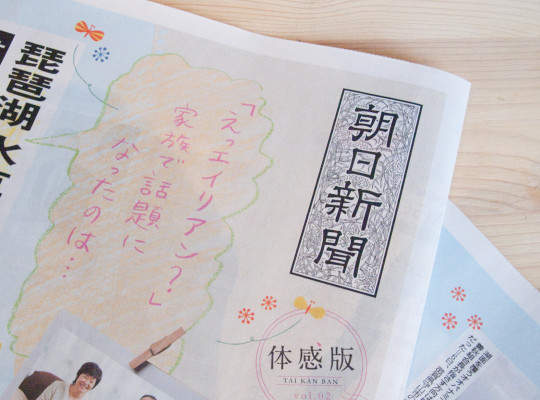 朝日新聞
「えっエイリアン？」
家族で話題に
なったのは…
琵琶湖水
体感版
TAI KAN BAN
vol.02